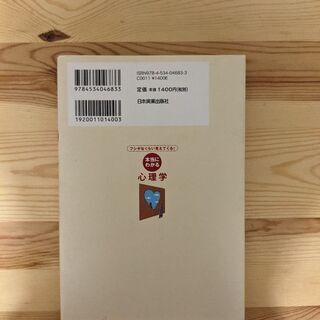 9784534046833
1920011014003
ISBN978-4-534-04683-3
C0011 ¥1400E
定価 本体1400円(税別)
日本実業出版社
フシギなくらい見えてくる!
本当に
わかる
心理学